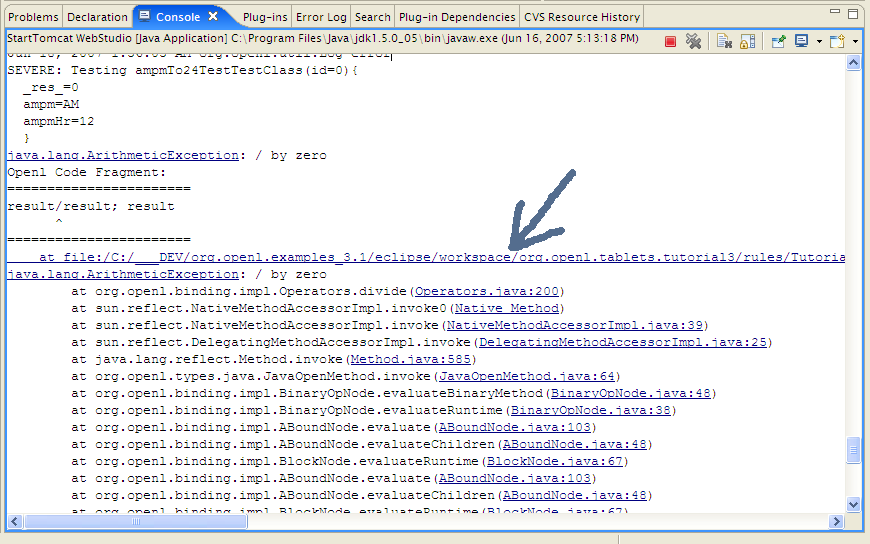 Problems Declaration Console Plug-ins Error Log Search Plug-in Dependencies CVS Resource History
StartTomcat WebStudio [Java Application] C:\Program Files\Java\jdk1.5.0_05\bin\javaw.exe (Jun 16, 2007 5:13:18 PM)
SEVERE: Testing ampmTo24TestTestClass(id=0){
_res_=0
ampm=AM
ampmHr=12
}
java.lang.ArithmeticException: / by zero
Openl Code Fragment:
=======================
result/result; result
^
=======================
at file:/C:/___DEV/org.openl.examples_3.1/eclipse/workspace/org.openl.tablets.tutorial3/rules/Tutoria
java.lang.ArithmeticException: / by zero
at org.openl.binding.impl.Operators.divide(Operators.java:200)
at sun.reflect.NativeMethodAccessorImpl.invoke0(Native Method)
at sun.reflect.NativeMethodAccessorImpl.invoke(NativeMethodAccessorImpl.java:39)
at sun.reflect.DelegatingMethodAccessorImpl.invoke(DelegatingMethodAccessorImpl.java:25)
at java.lang.reflect.Method.invoke(Method.java:585)
at org.openl.types.java.JavaOpenMethod.invoke(JavaOpenMethod.java:64)
at org.openl.binding.impl.BinaryOpNode.evaluateBinaryMethod(BinaryOpNode.java:48)
at org.openl.binding.impl.BinaryOpNode.evaluateRuntime(BinaryOpNode.java:38)
at org.openl.binding.impl.ABoundNode.evaluate(ABoundNode.java:103)
at org.openl.binding.impl.ABoundNode.evaluateChildren(ABoundNode.java:48)
at org.openl.binding.impl.BlockNode.evaluateRuntime(BlockNode.java:67)
at org.openl.binding.impl.ABoundNode.evaluate(ABoundNode.java:103)
at org.openl.binding.impl.ABoundNode.evaluateChildren(ABoundNode.java:48)
at org.openl.binding.impl.BlockNode.evaluateRuntime(BlockNode.java:67)